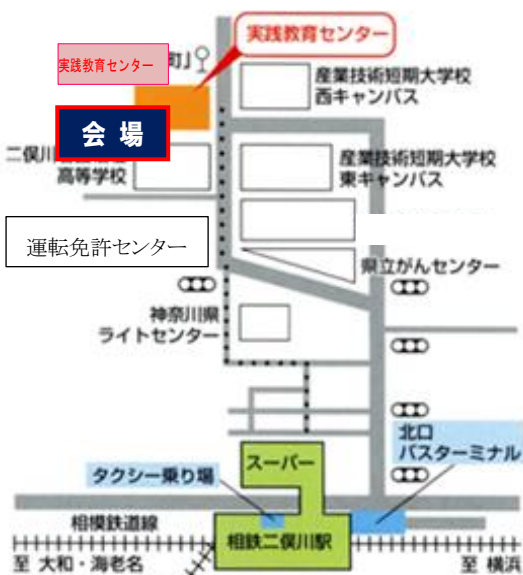 実践教育センター
実践教育センター
町」
産業技術短期大学校
西キャンパス
会 場
二俣川
高等学校
産業技術短期大学校
東キャンパス
運転免許センター
県立がんセンター
神奈川県
ライトセンター
北口
バスターミナル
スーパー
タクシー乗り場
相模鉄道線
相鉄二俣川駅
至 大和・海老名
至 横浜